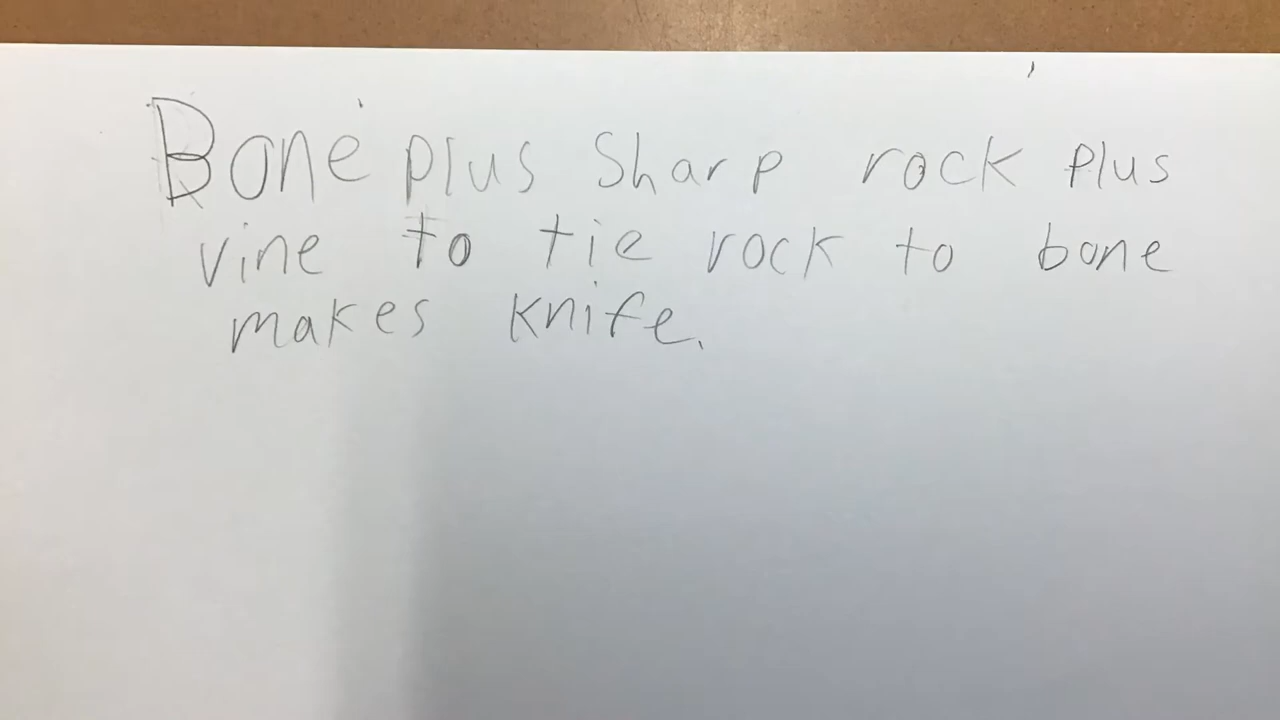 Bone plus Sharp rock plus
vine to tie rock to bone
makes knife.